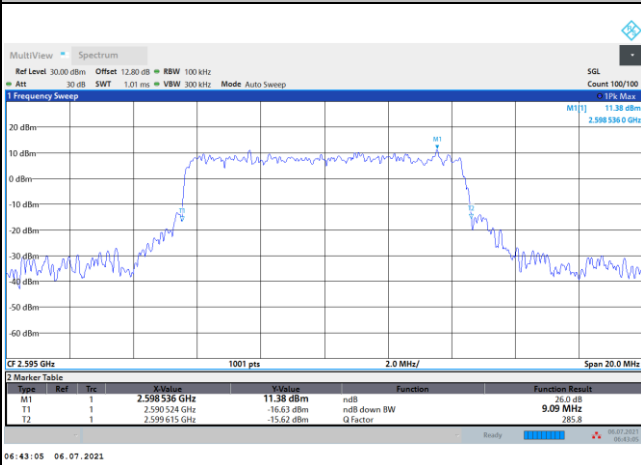 MultiView Spectrum
Ref Level 30.00 dBm Offset 12.80 dB RBW 100 kHz SGL
Att 30 dB SWT 1.01 ms VBW 300 kHz Mode Auto Sweep Count 100/100
1 Frequency Sweep 1Pk Max
M1[1] 11.38 dBm
2.598 536 0 GHz
20 dBm
M1
10 dBm
0 dBm
-10 dBm
T1 T2
-20 dBm
-30 dBm
-40 dBm
-50 dBm
-60 dBm
CF 2.595 GHz 1001 pts 2.0 MHz/ Span 20.0 MHz
2 Marker Table
Type Ref Trc X-Value Y-Value Function Function Result
M1 1 2.598 536 GHz 11.38 dBm ndB 26.0 dB
T1 1 2.590 524 GHz -16.63 dBm ndB down BW 9.09 MHz
T2 1 2.599 615 GHz -15.62 dBm Q Factor 285.8
Ready 06.07.2021
06:43:05
06:43:05 06.07.2021